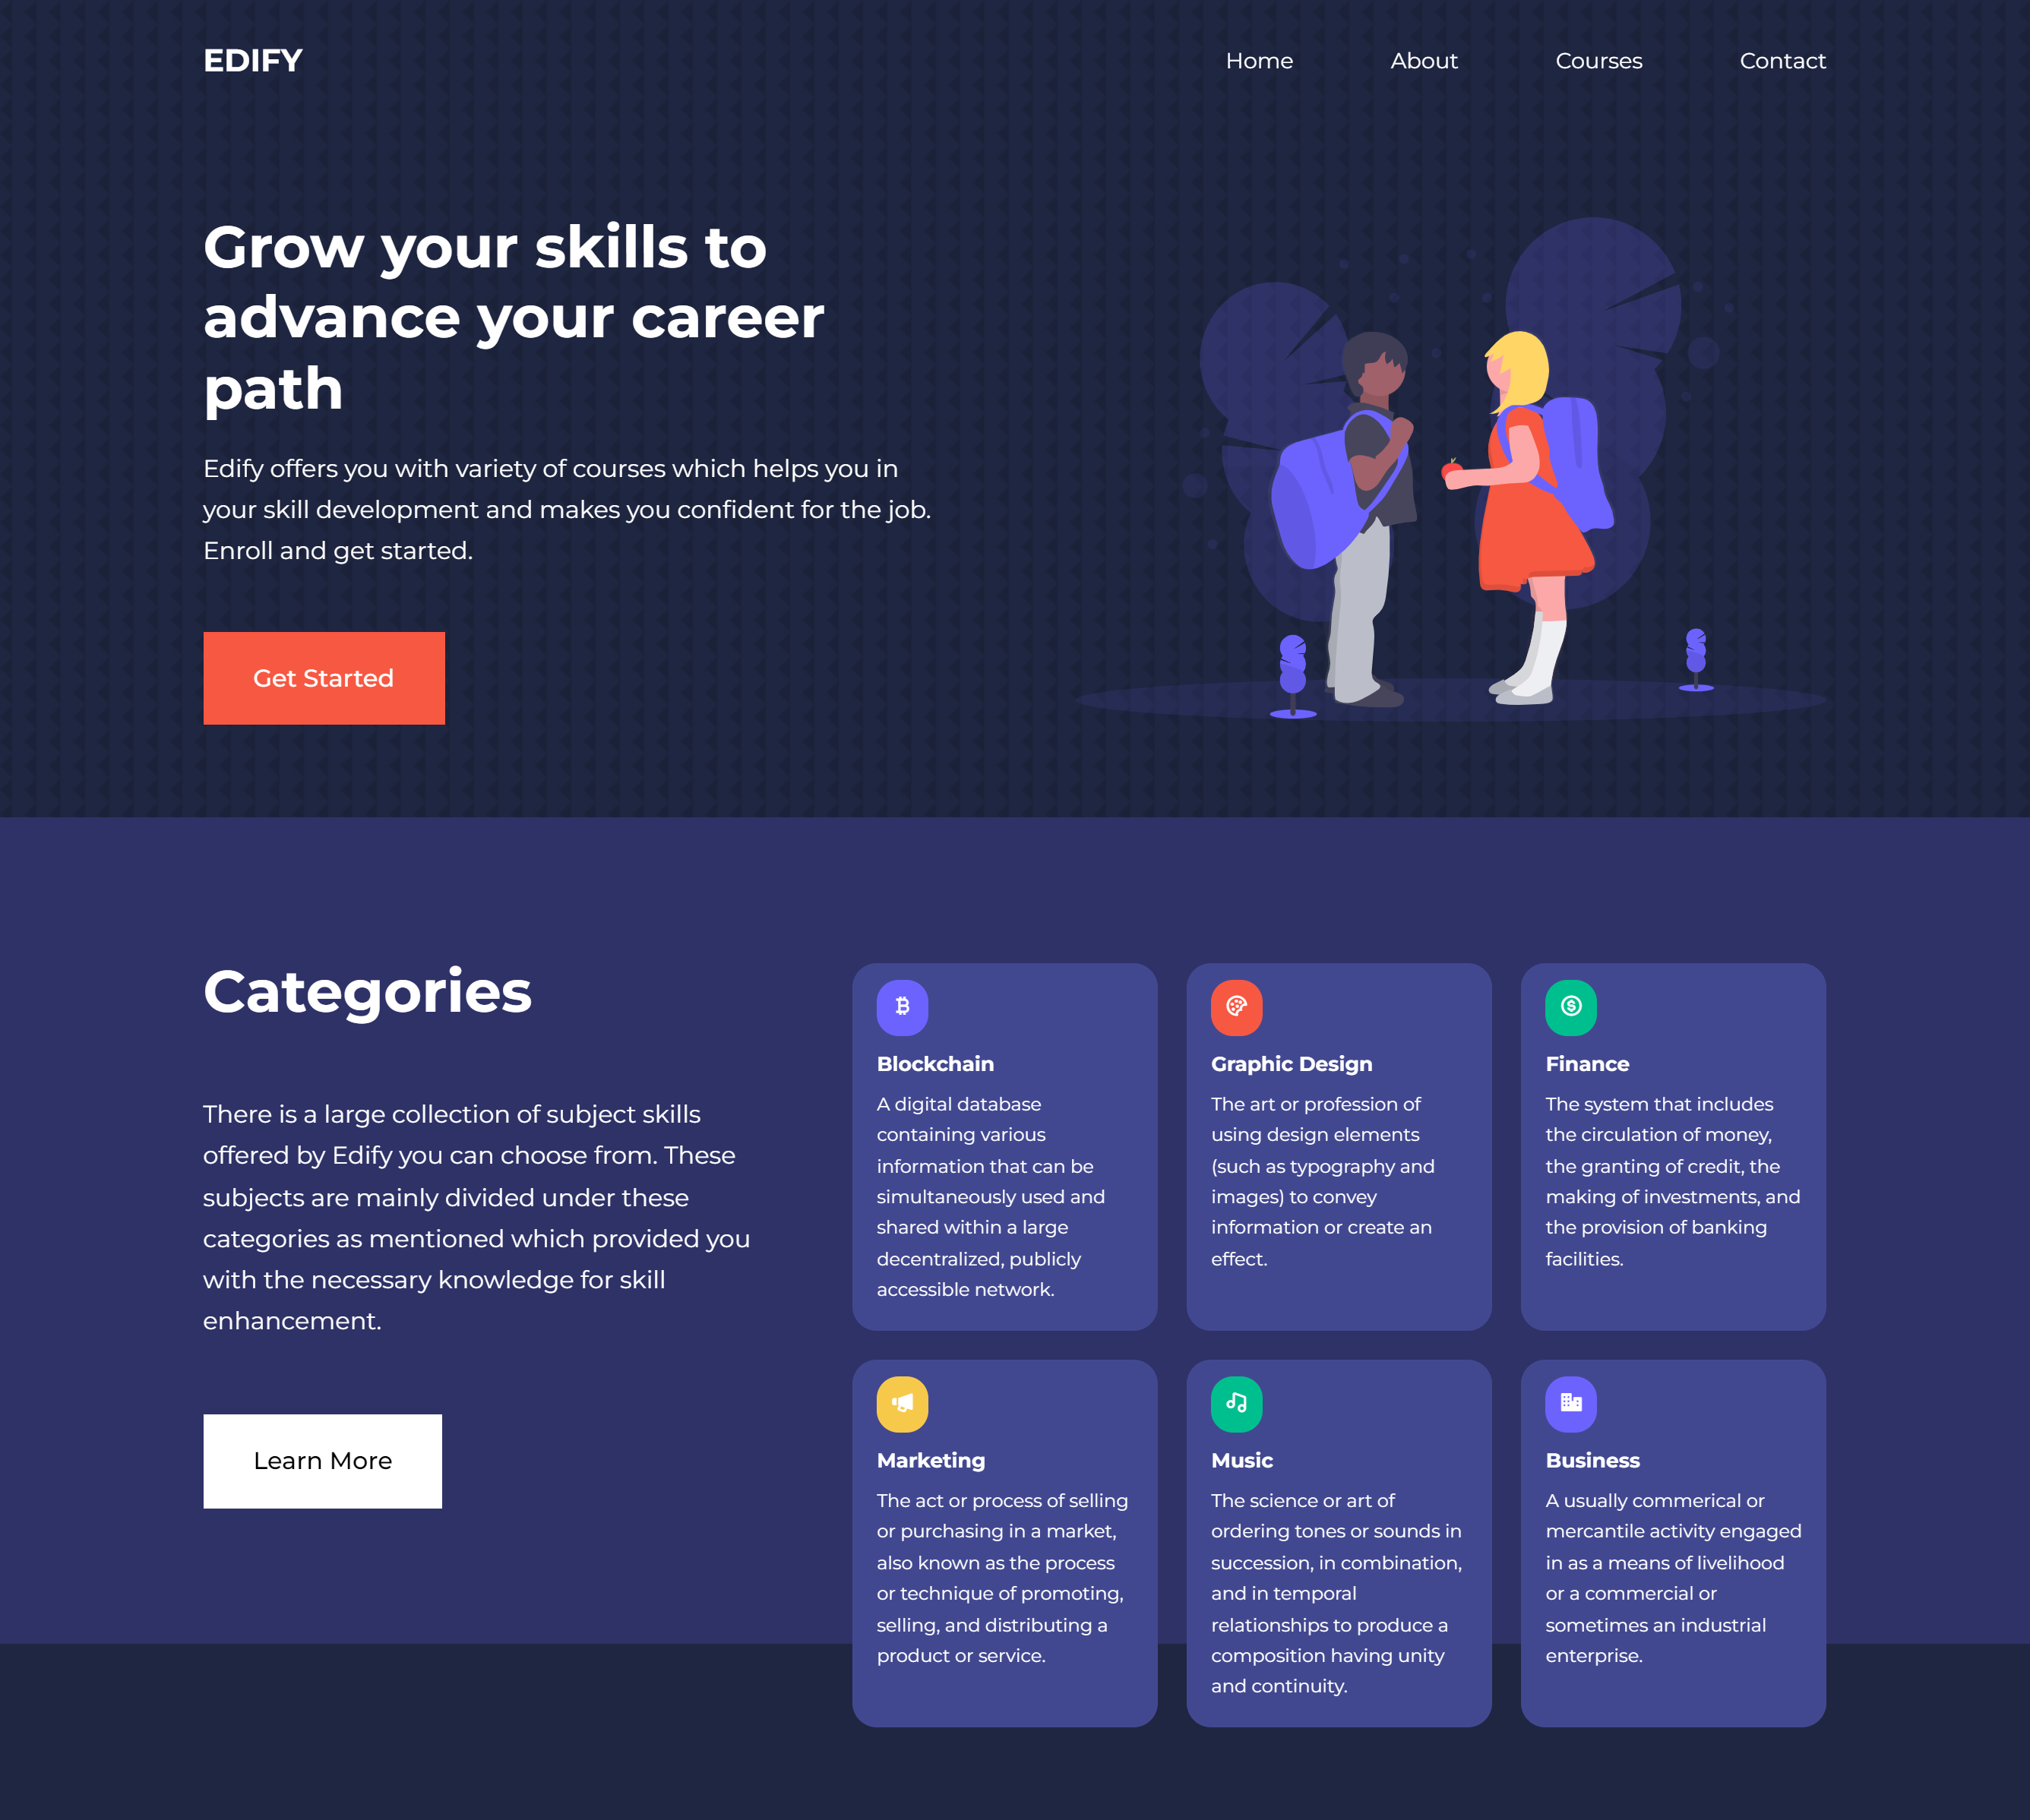 EDIFY
Home
About
Courses
Contact
Grow your skills to
advance your career
path
Edify offers you with variety of courses which helps you in
your skill development and makes you confident for the job.
Enroll and get started.
Get Started
Categories
There is a large collection of subject skills
offered by Edify you can choose from. These
subjects are mainly divided under these
categories as mentioned which provided you
with the necessary knowledge for skill
enhancement.
Learn More
Blockchain
A digital database
containing various
information that can be
simultaneously used and
shared within a large
decentralized, publicly
accessible network.
Graphic Design
The art or profession of
using design elements
(such as typography and
images) to convey
information or create an
effect.
Finance
The system that includes
the circulation of money,
the granting of credit, the
making of investments, and
the provision of banking
facilities.
Marketing
The act or process of selling
or purchasing in a market,
also known as the process
or technique of promoting,
selling, and distributing a
product or service.
Music
The science or art of
ordering tones or sounds in
succession, in combination,
and in temporal
relationships to produce a
composition having unity
and continuity.
Business
A usually commerical or
mercantile activity engaged
in as a means of livelihood
or a commercial or
sometimes an industrial
enterprise.